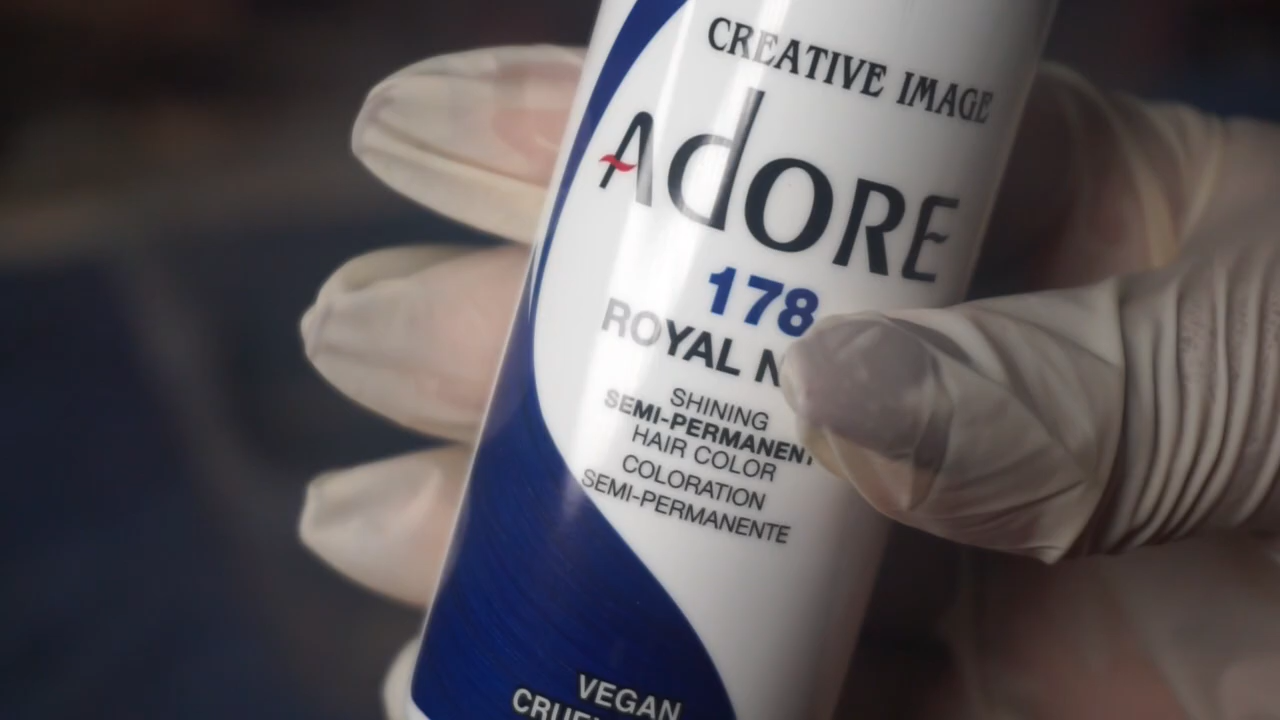 CREATIVE IMAGE
Adore
178
ROYAL N
SHINING
SEMI-PERMANENT
HAIR COLOR
COLORATION
SEMI-PERMANENTE
VEGAN